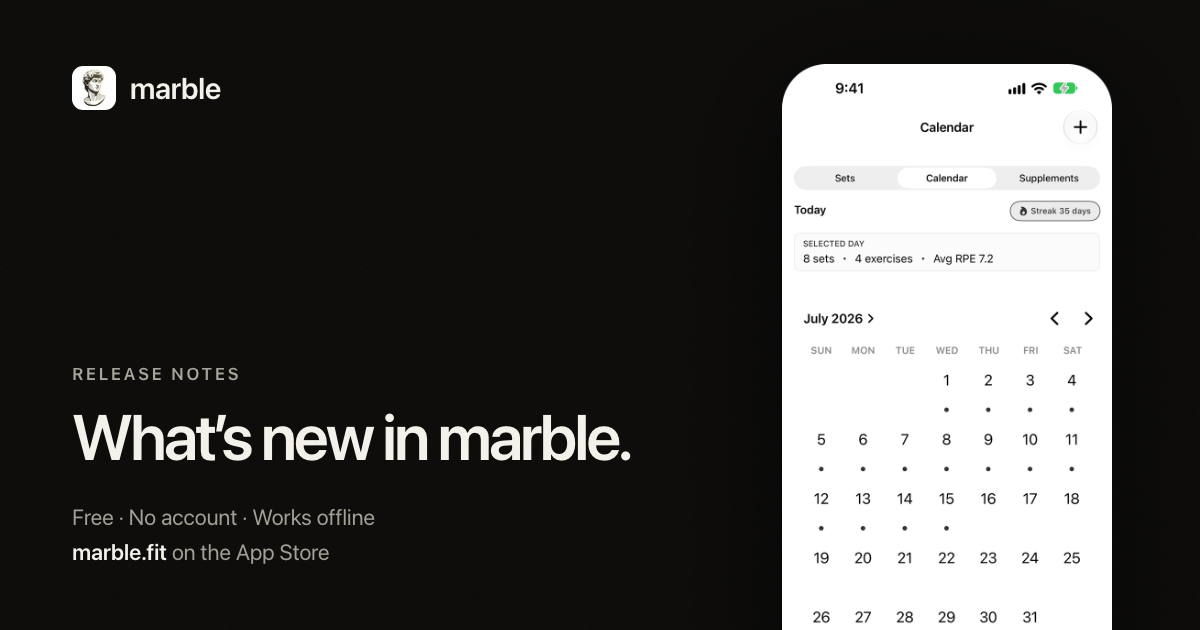 marble
RELEASE NOTES
What's new in marble.
Free · No account · Works offline
marble.fit on the App Store
9:41
Calendar
Sets Calendar Supplements
Today Streak 35 days
SELECTED DAY
8 sets · 4 exercises · Avg RPE 7.2
July 2026
SUN MON TUE WED THU FRI SAT
1 2 3 4
5 6 7 8 9 10 11
12 13 14 15 16 17 18
19 20 21 22 23 24 25
26 27 28 29 30 31